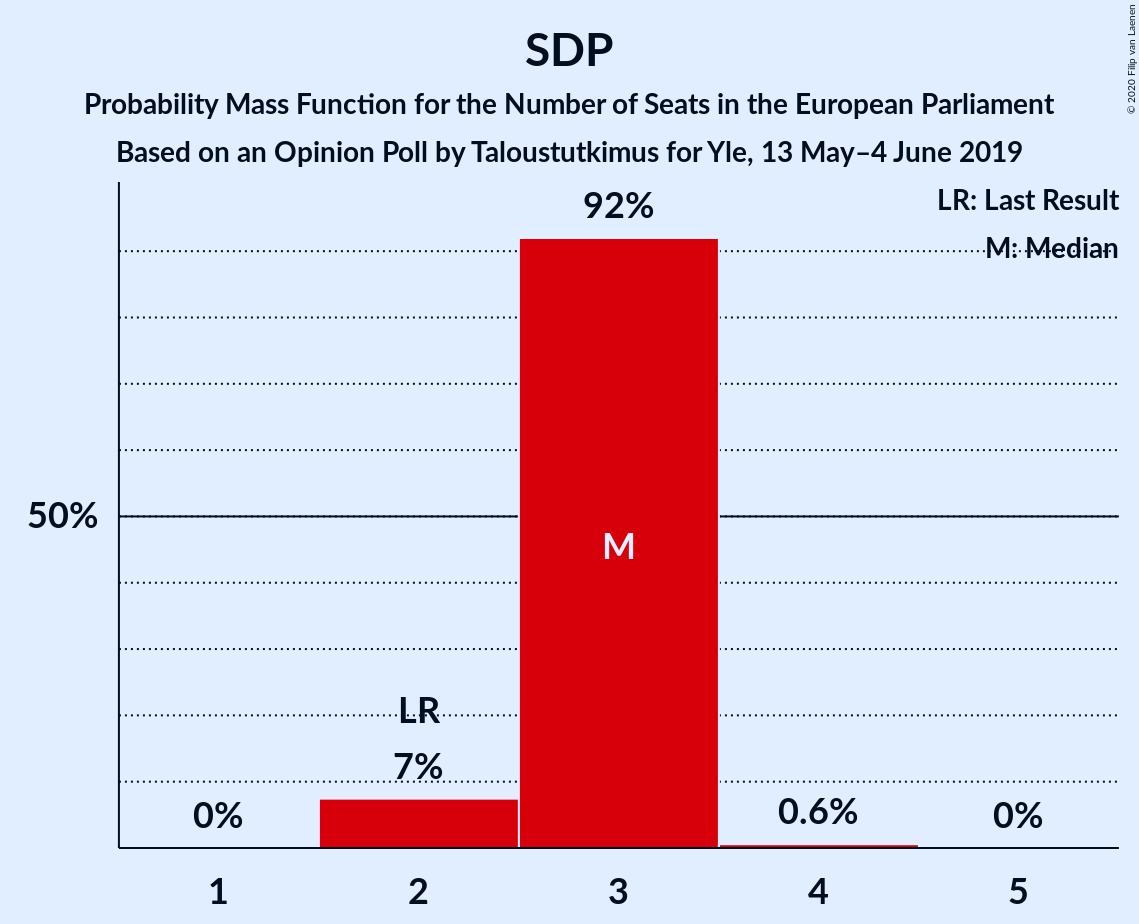 SDP
Probability Mass Function for the Number of Seats in the European Parliament
Based on an Opinion Poll by Taloustutkimus for Yle, 13 May–4 June 2019
© 2020 Filip van Laenen
LR: Last Result
M: Median
92%
50%
M
LR
7%
0%
0.6%
0%
1 2 3 4 5